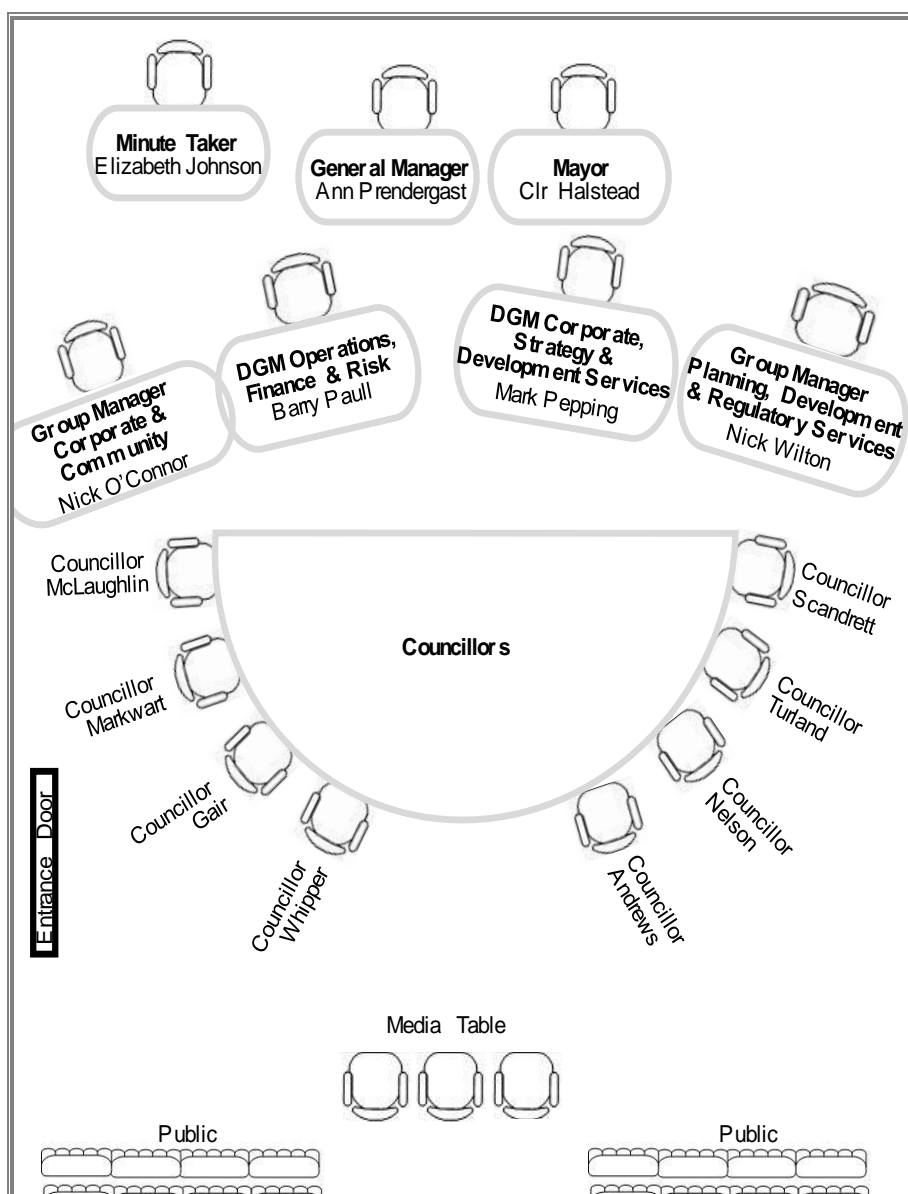 Minute Taker
Elizabeth Johnson
General Manager
Ann Prendergast
Mayor
Clr Halstead
Group Manager
Corporate &
Community
Nick O'Connor
DGM Operations,
Finance & Risk
Barry Paull
DGM Corporate,
Strategy &
Development Services
Mark Pepping
Group Manager
Planning, Development
& Regulatory Services
Nick Wilton
Councillor
McLaughlin
Councillor
Scandrett
Councillors
Councillor
Markwart
Councillor
Turland
Councillor
Gair
Councillor
Nelson
Councillor
Whipper
Councillor
Andrews
Entrance Door
Media Table
Public
Public